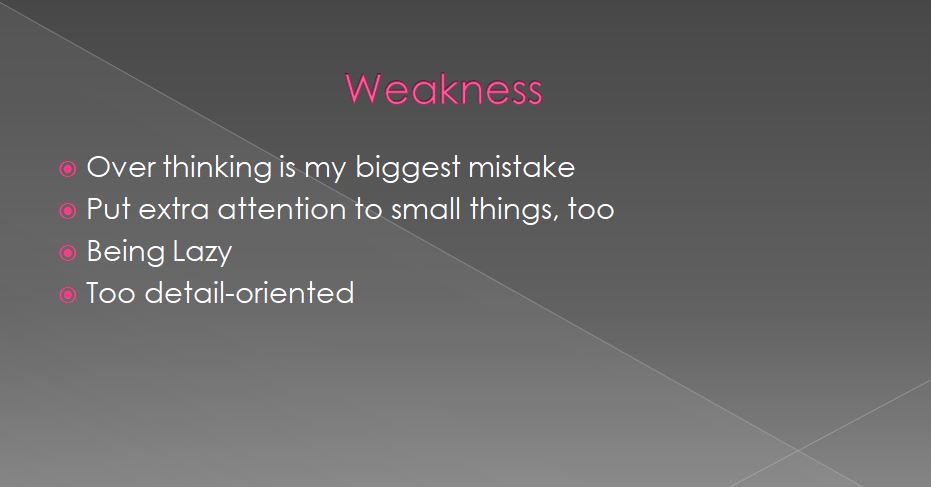 Weakness
Over thinking is my biggest mistake
Put extra attention to small things, too
Being Lazy
Too detail-oriented